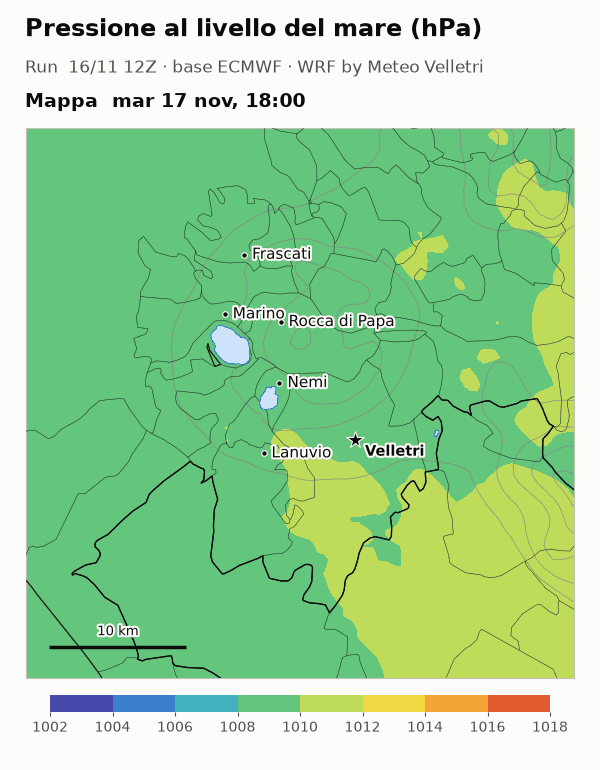 Pressione al livello del mare (hPa)
Run  16/11 12Z · base ECMWF · WRF by Meteo Velletri
Mappa  mar 17 nov, 18:00
Frascati
Marino
Rocca di Papa
Nemi
Velletri
Lanuvio
10 km
1002 1004 1006 1008 1010 1012 1014 1016 1018